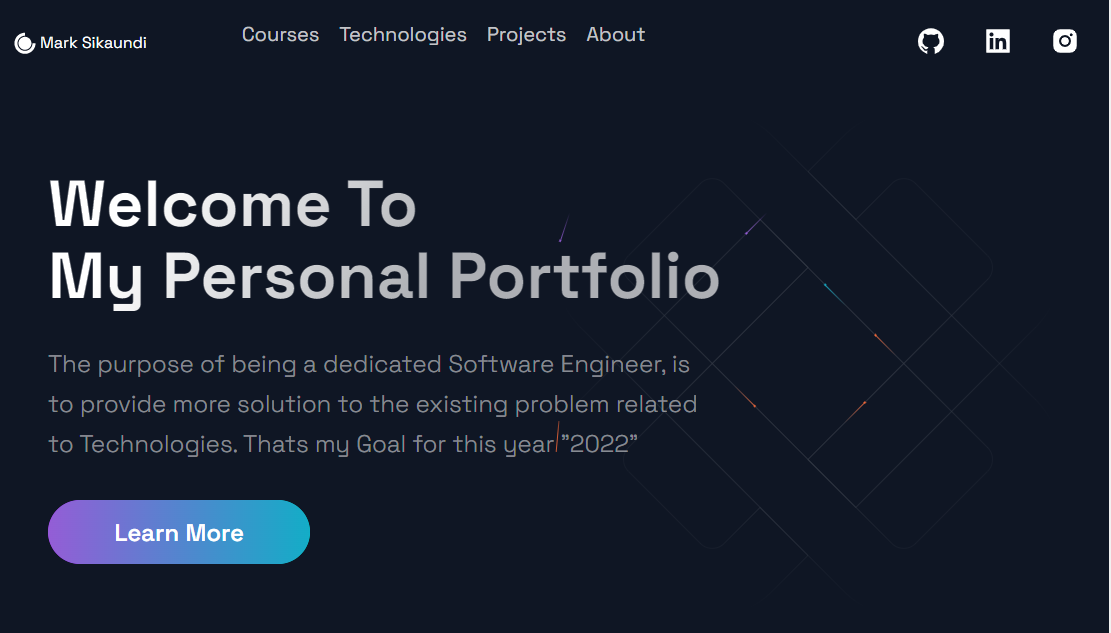 Mark Sikaundi
Courses Technologies Projects About
Welcome To
My Personal Portfolio
The purpose of being a dedicated Software Engineer, is
to provide more solution to the existing problem related
to Technologies. Thats my Goal for this year ”2022”
Learn More